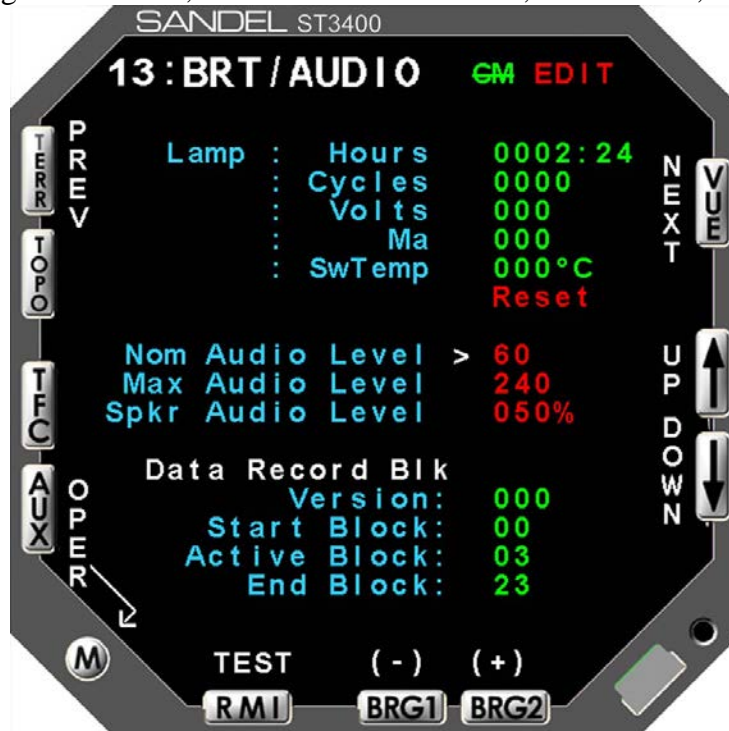 SANDEL ST3400
13:BRT/AUDIO GM EDIT
PREV
TERR
TOPO
TFC
AUX
OPER
M
Lamp : Hours 0002:24
: Cycles 0000
: Volts 000
: Ma 000
: SwTemp 000°C
Reset
Nom Audio Level > 60
Max Audio Level 240
Spkr Audio Level 050%
Data Record Blk
Version: 000
Start Block: 00
Active Block: 03
End Block: 23
NEXT
VUE
UP
DOWN
TEST (-) (+)
RMI BRG1 BRG2